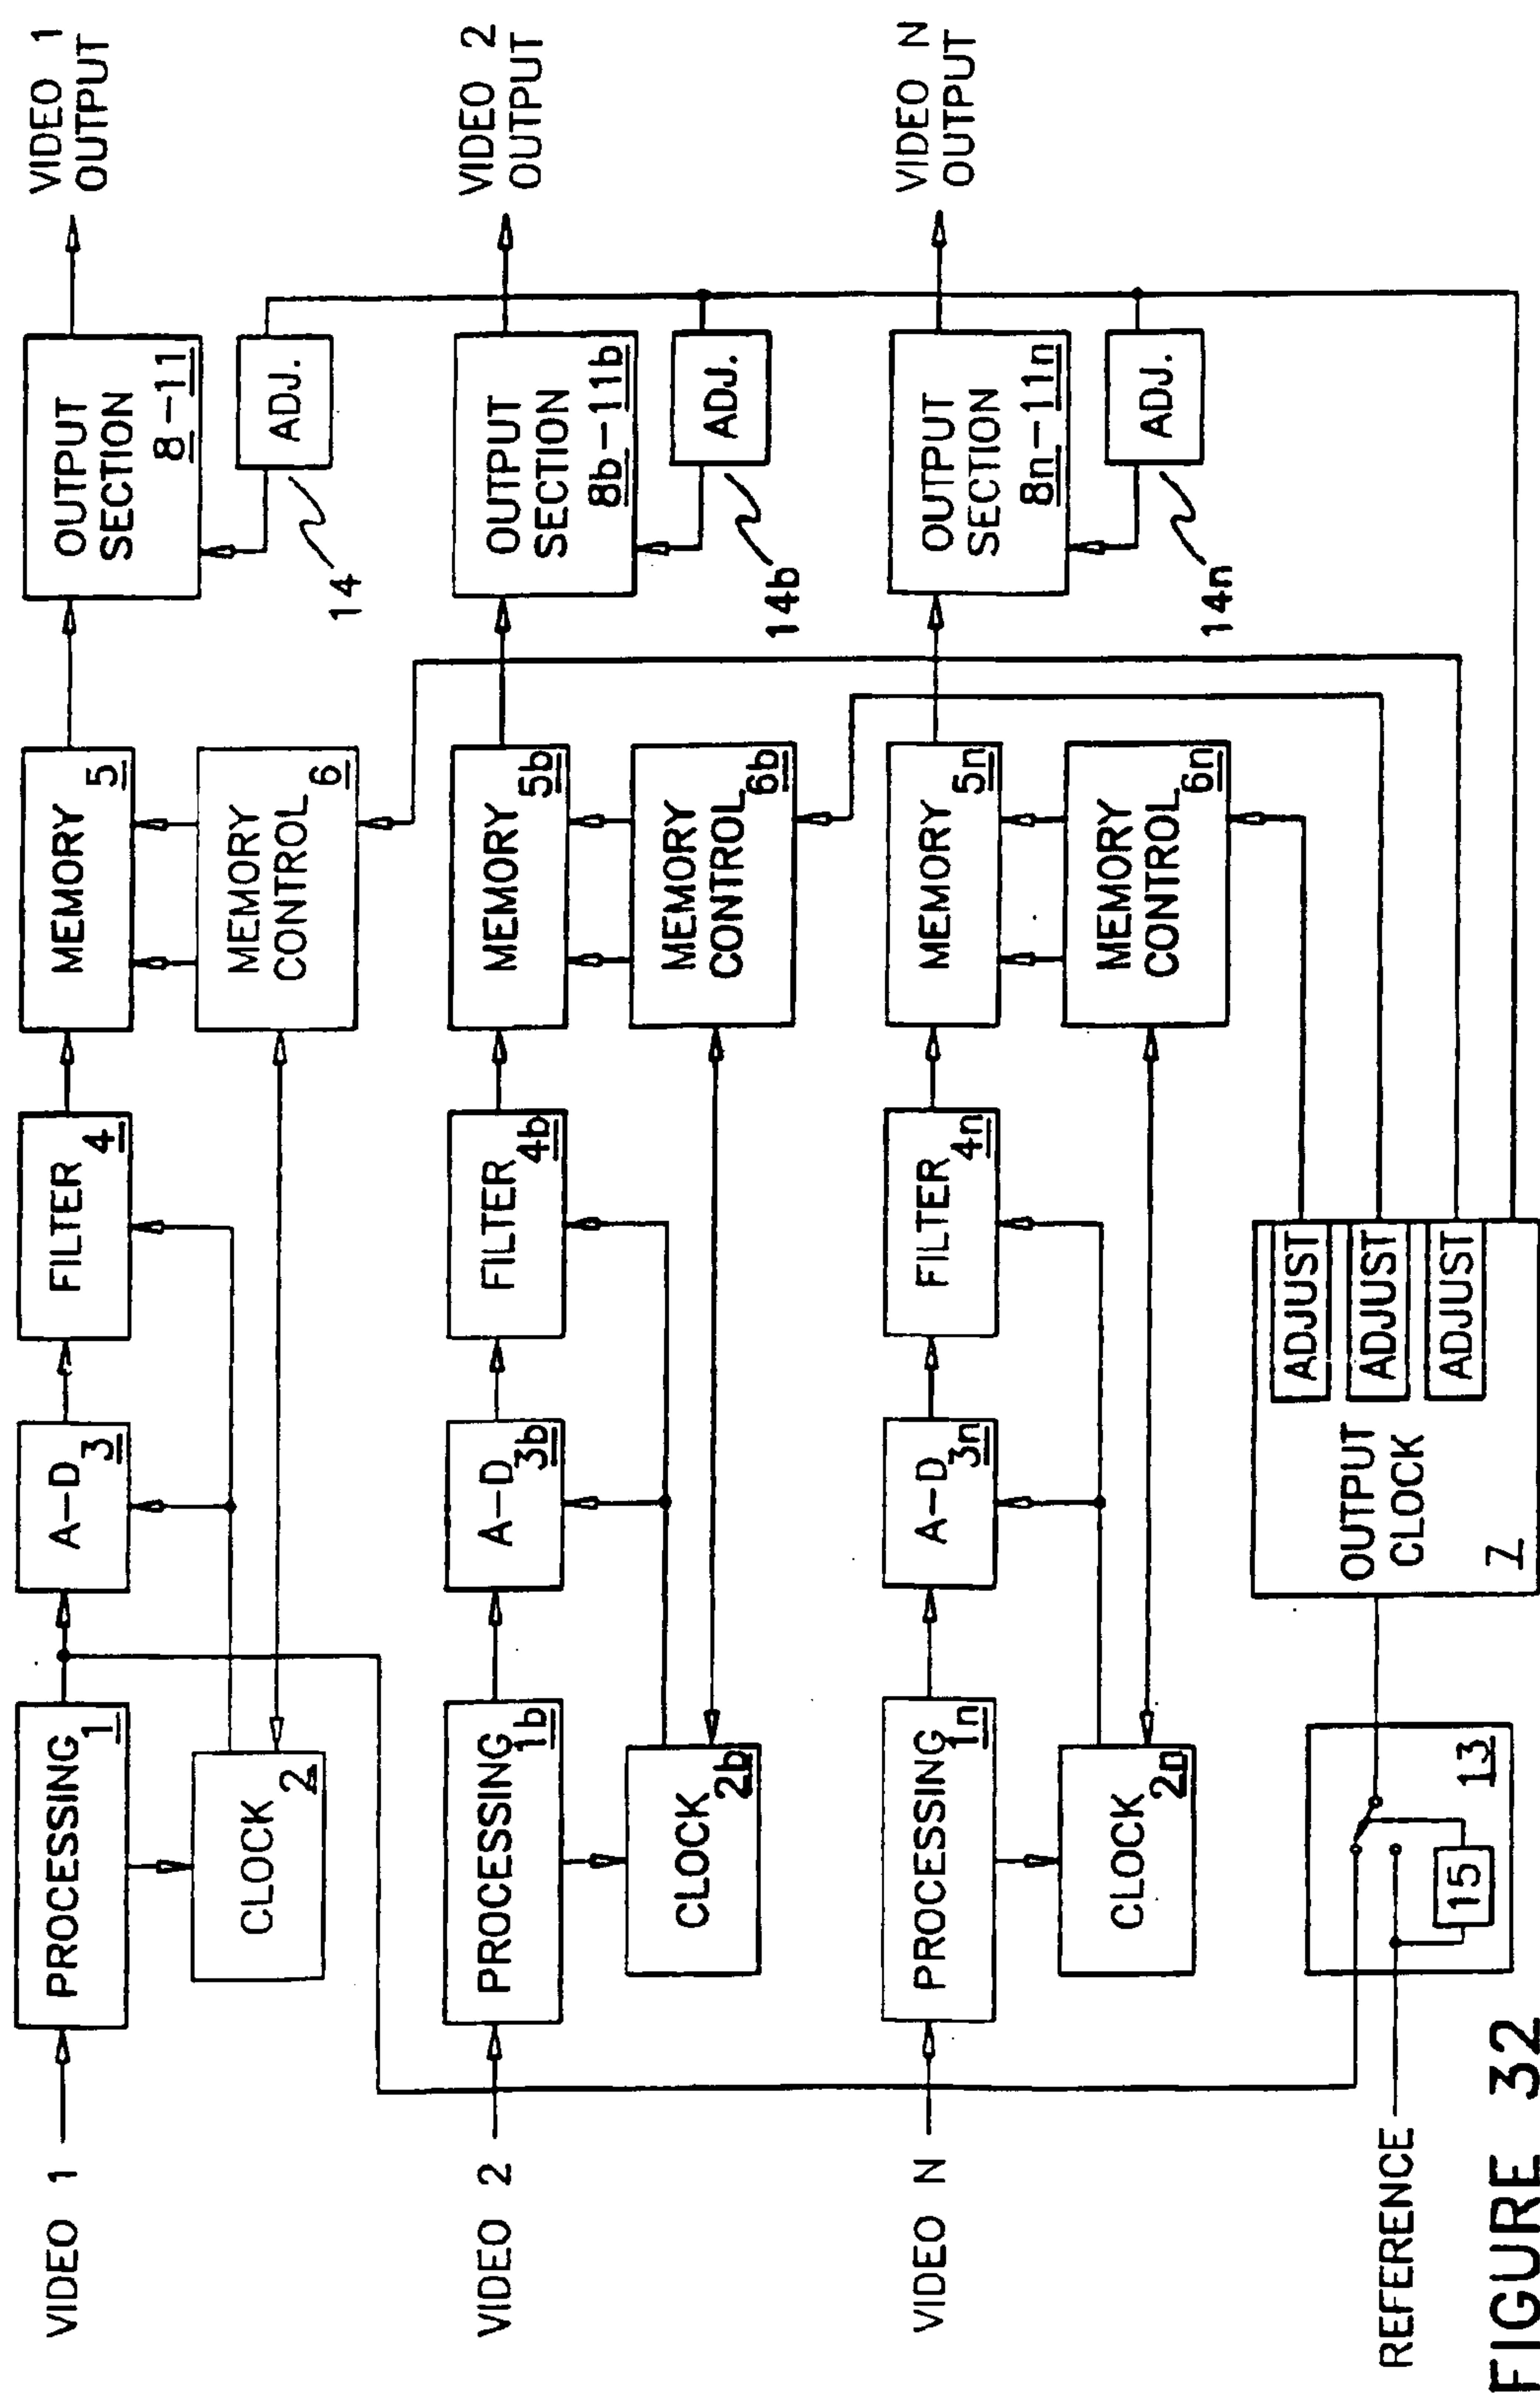 VIDEO 1
PROCESSING
1
CLOCK
2
A-D
3
FILTER
4
MEMORY
5
MEMORY
CONTROL
6
OUTPUT
SECTION
8-11
ADJ.
14
VIDEO 1
OUTPUT
VIDEO 2
PROCESSING
1b
CLOCK
2b
A-D
3b
FILTER
4b
MEMORY
5b
MEMORY
CONTROL
6b
OUTPUT
SECTION
8b-11b
ADJ.
14b
VIDEO 2
OUTPUT
VIDEO N
PROCESSING
1n
CLOCK
2n
A-D
3n
FILTER
4n
MEMORY
5n
MEMORY
CONTROL
6n
OUTPUT
SECTION
8n-11n
ADJ.
14n
VIDEO N
OUTPUT
REFERENCE
15
13
OUTPUT
CLOCK
7
ADJUST
ADJUST
ADJUST
FIGURE 32